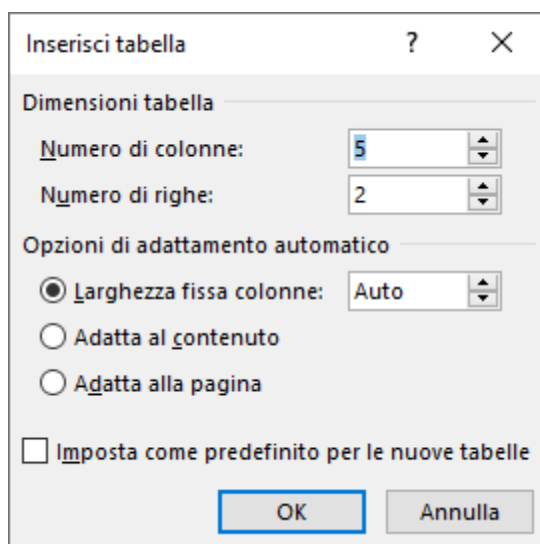 Inserisci tabella ?
Dimensioni tabella
Numero di colonne: 5
Numero di righe: 2
Opzioni di adattamento automatico
Larghezza fissa colonne: Auto
Adatta al contenuto
Adatta alla pagina
Imposta come predefinito per le nuove tabelle
OK Annulla